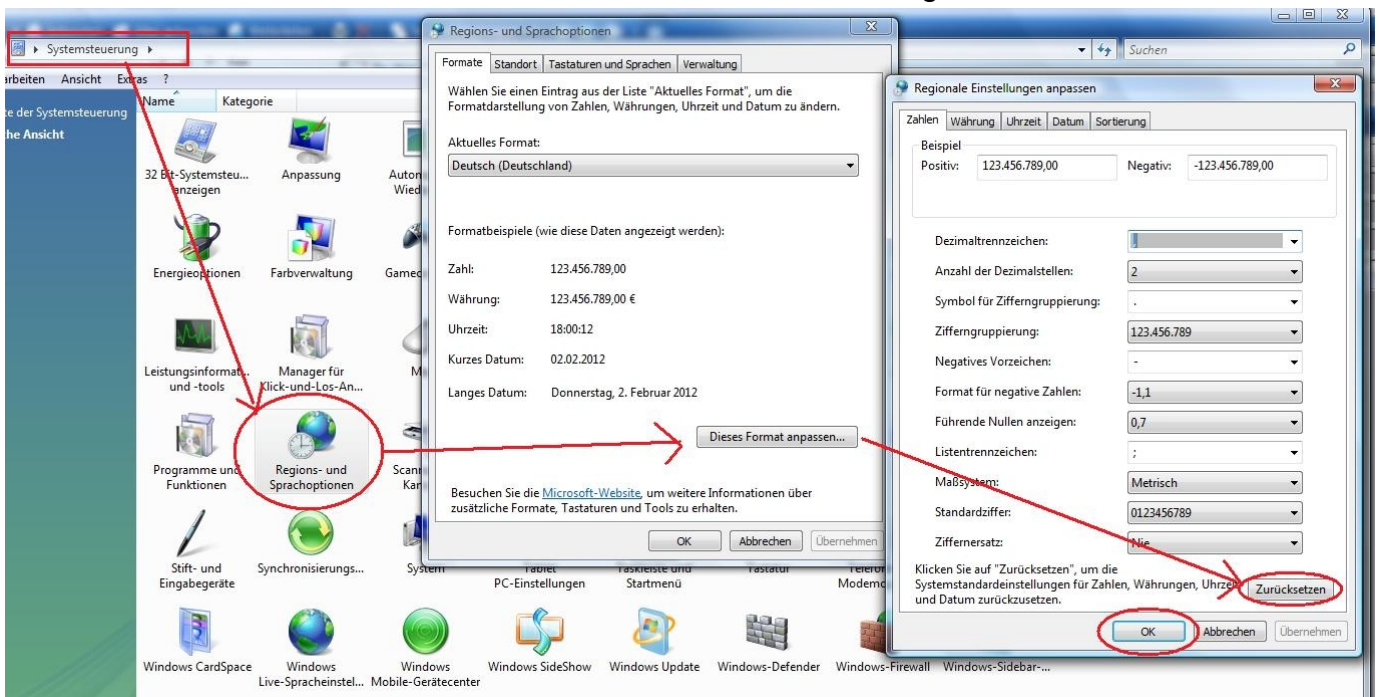 Systemsteuerung
Suchen
arbeiten Ansicht Extras ?
te der Systemsteuerung
he Ansicht
Name Kategorie
32 Bit-Systemsteu... anzeigen
Anpassung
Energieoptionen
Farbverwaltung
Leistungsinformat... und -tools
Manager für Klick-und-Los-An...
Programme und Funktionen
Regions- und Sprachoptionen
Stift- und Eingabegeräte
Synchronisierungs...
System
Tablet PC-Einstellungen
Taskleiste und Startmenü
Tastatur
Windows CardSpace
Windows Live-Spracheinstel...
Windows Mobile-Gerätecenter
Windows SideShow
Windows Update
Windows-Defender
Windows-Firewall
Windows-Sidebar-...
Regions- und Sprachoptionen
Formate Standort Tastaturen und Sprachen Verwaltung
Wählen Sie einen Eintrag aus der Liste "Aktuelles Format", um die
Formatdarstellung von Zahlen, Währungen, Uhrzeit und Datum zu ändern.
Aktuelles Format:
Deutsch (Deutschland)
Formatbeispiele (wie diese Daten angezeigt werden):
Zahl: 123.456.789,00
Währung: 123.456.789,00 €
Uhrzeit: 18:00:12
Kurzes Datum: 02.02.2012
Langes Datum: Donnerstag, 2. Februar 2012
Dieses Format anpassen...
Besuchen Sie die Microsoft-Website, um weitere Informationen über
zusätzliche Formate, Tastaturen und Tools zu erhalten.
OK Abbrechen Übernehmen
Regionale Einstellungen anpassen
Zahlen Währung Uhrzeit Datum Sortierung
Beispiel
Positiv: 123.456.789,00 Negativ: -123.456.789,00
Dezimaltrennzeichen: ,
Anzahl der Dezimalstellen: 2
Symbol für Zifferngruppierung: .
Zifferngruppierung: 123.456.789
Negatives Vorzeichen: -
Format für negative Zahlen: -1,1
Führende Nullen anzeigen: 0,7
Listentrennzeichen: ;
Maßsystem: Metrisch
Standardziffer: 0123456789
Ziffernersatz: Nie
Klicken Sie auf "Zurücksetzen", um die
Systemstandardeinstellungen für Zahlen, Währungen, Uhrzeit
und Datum zurückzusetzen.
Zurücksetzen
OK Abbrechen Übernehmen